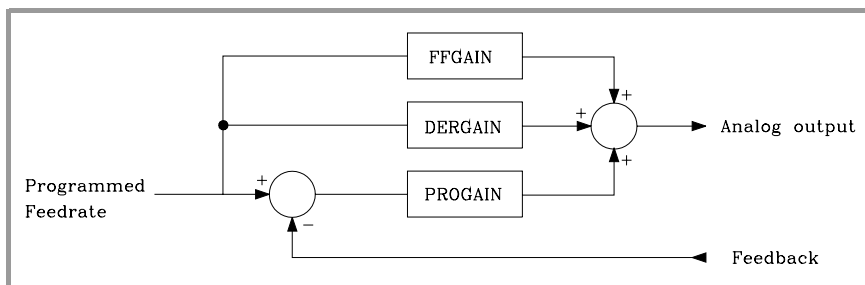 FFGAIN
+
+
DERGAIN
Analog output
+
Programmed
Feedrate
+
PROGAIN
−
Feedback